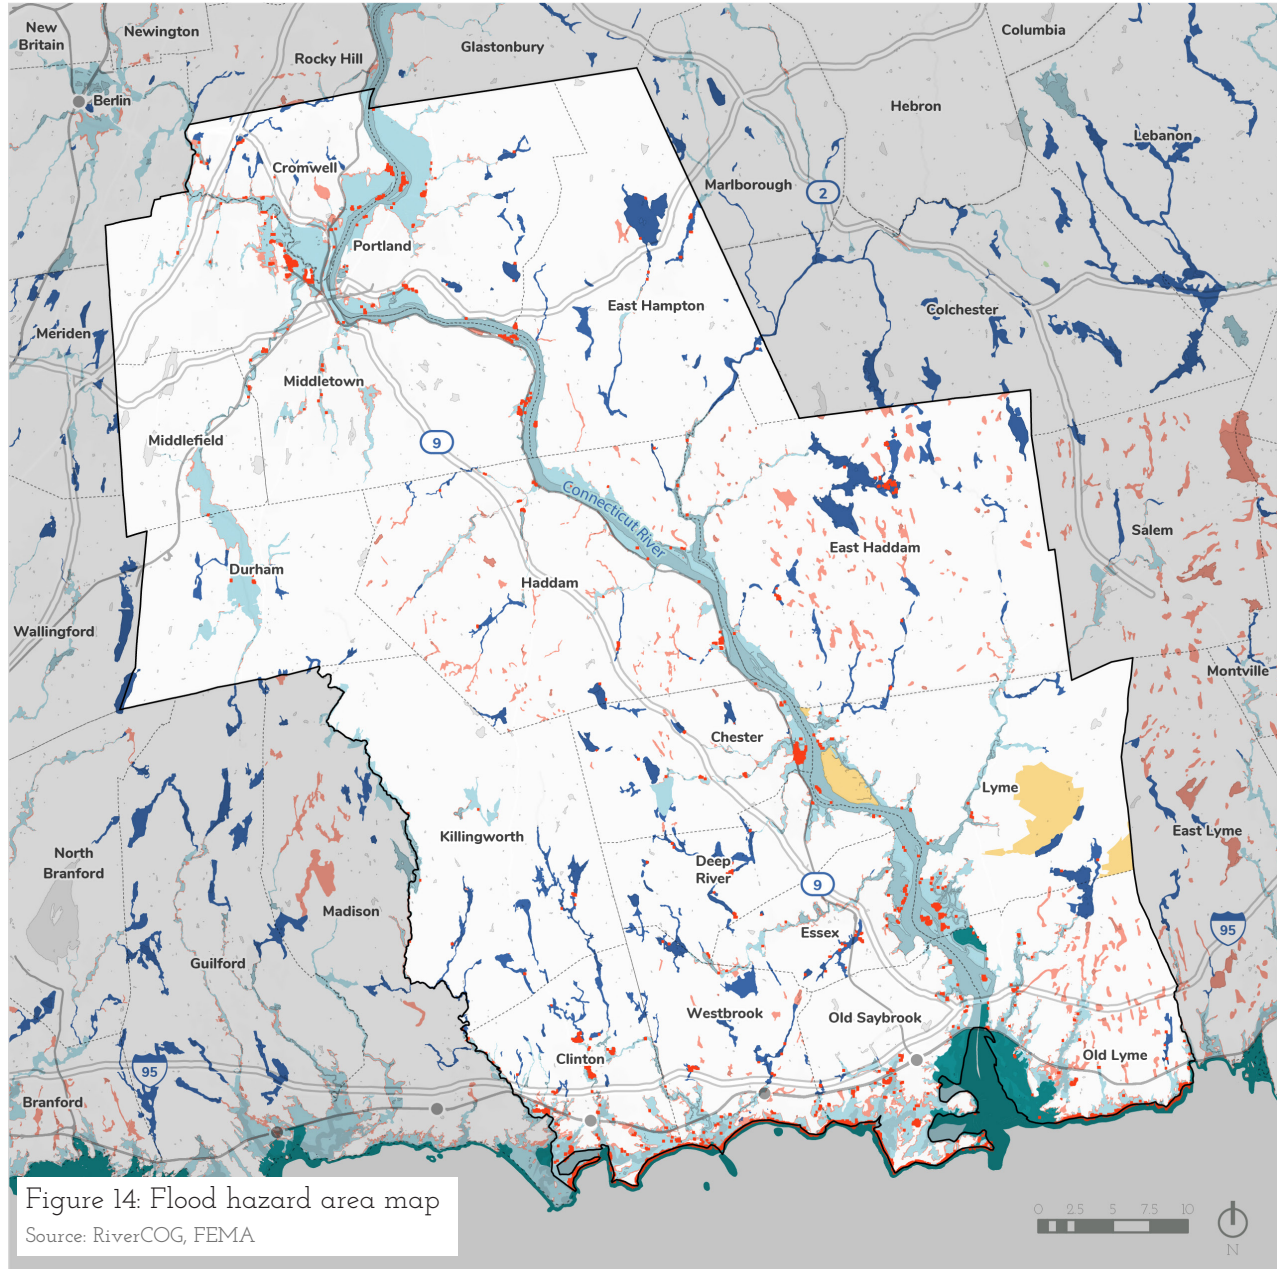 New
Britain
Newington
Rocky Hill
Glastonbury
Columbia
Berlin
Hebron
Lebanon
Cromwell
Marlborough
2
Portland
East Hampton
Colchester
Meriden
Middletown
Middlefield
9
Connecticut River
Salem
East Haddam
Durham
Haddam
Wallingford
Montville
Chester
Lyme
Killingworth
East Lyme
North
Branford
Deep
River
9
Madison
Essex
95
Guilford
Westbrook
Old Saybrook
Clinton
Old Lyme
95
Branford
Figure 14: Flood hazard area map
Source: RiverCOG, FEMA
0 2.5 5 7.5 10
N